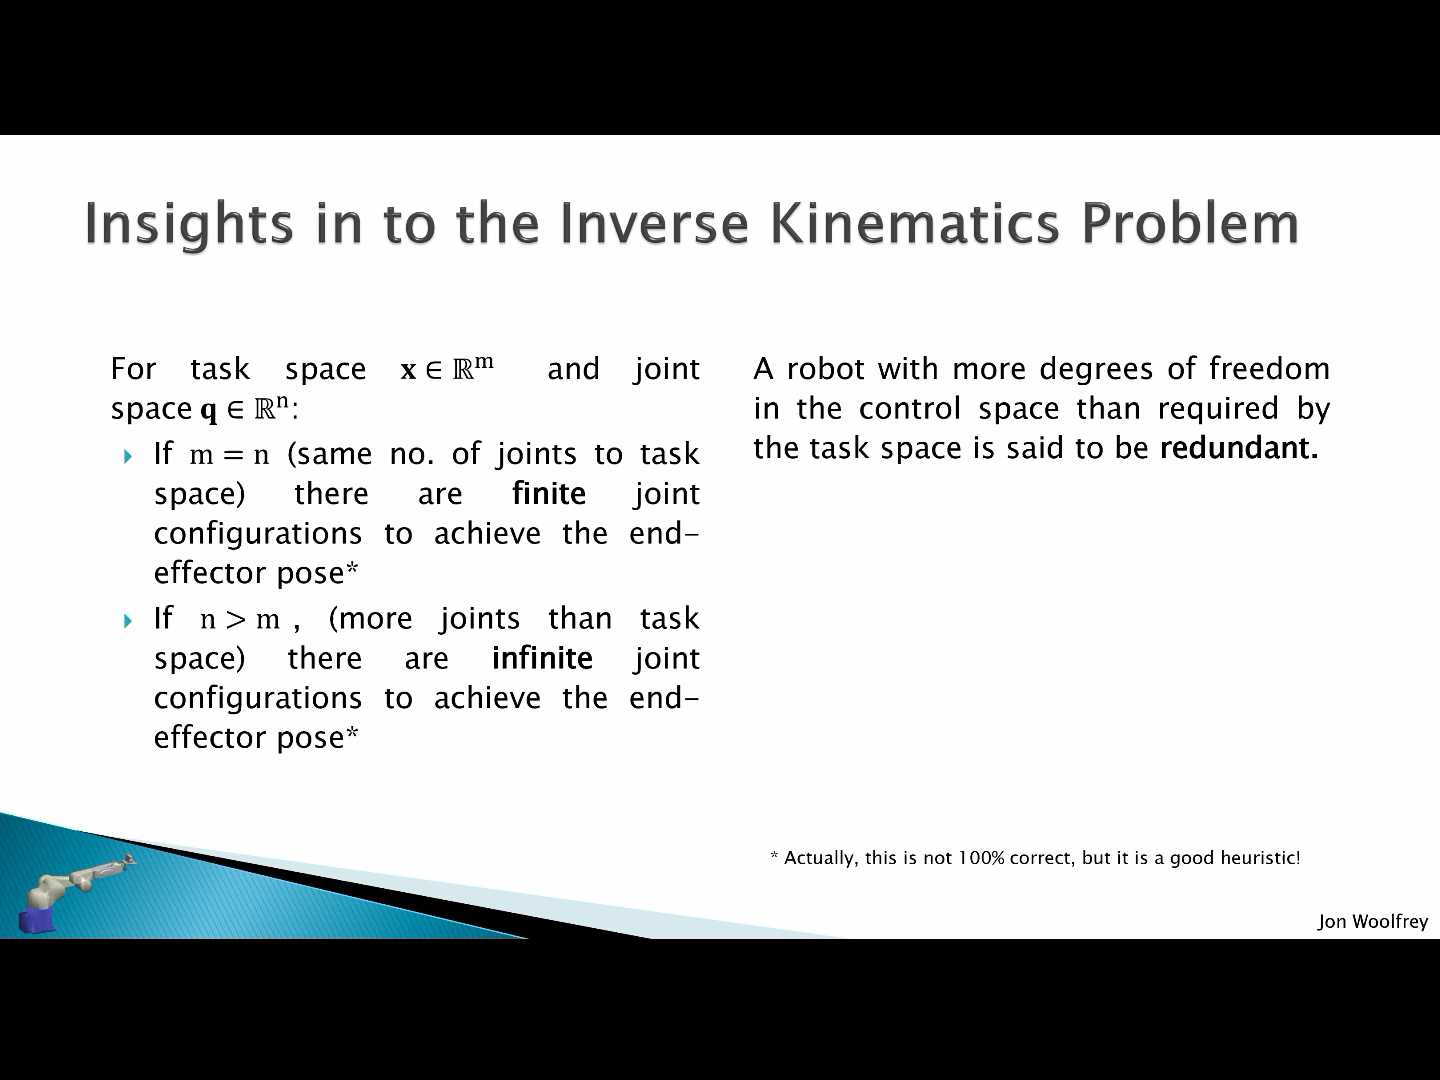 Insights in to the Inverse Kinematics Problem
For task space x ∈ ℝᵐ and joint
space q ∈ ℝⁿ:
If m = n (same no. of joints to task
space) there are finite joint
configurations to achieve the end-
effector pose*
If n > m , (more joints than task
space) there are infinite joint
configurations to achieve the end-
effector pose*
A robot with more degrees of freedom
in the control space than required by
the task space is said to be redundant.
* Actually, this is not 100% correct, but it is a good heuristic!
Jon Woolfrey